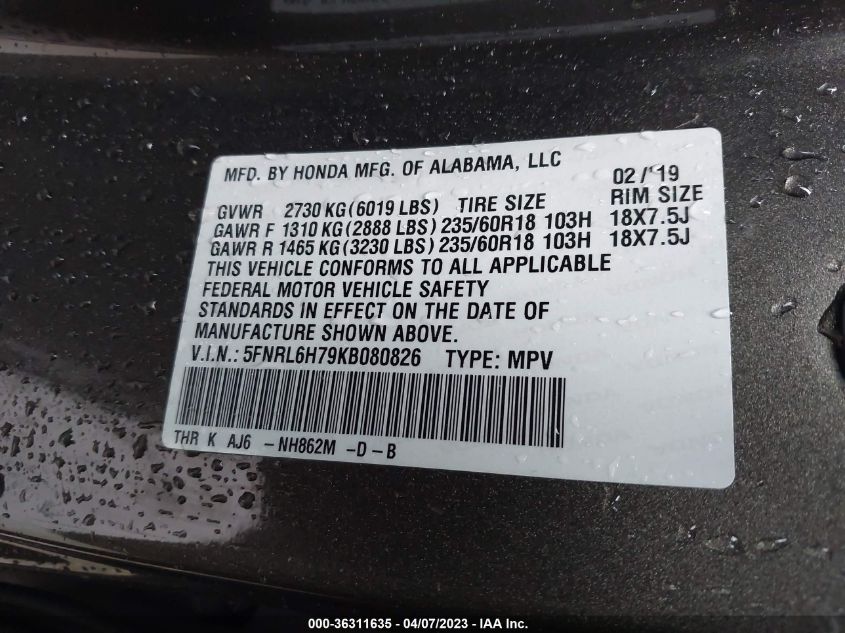 MFD. BY HONDA MFG. OF ALABAMA, LLC 02/'19
GVWR 2730 KG (6019 LBS) TIRE SIZE RIM SIZE
GAWR F 1310 KG (2888 LBS) 235/60R18 103H 18X7.5J
GAWR R 1465 KG (3230 LBS) 235/60R18 103H 18X7.5J
THIS VEHICLE CONFORMS TO ALL APPLICABLE
FEDERAL MOTOR VEHICLE SAFETY
STANDARDS IN EFFECT ON THE DATE OF
MANUFACTURE SHOWN ABOVE.
V.I.N.: 5FNRL6H79KB080826 TYPE: MPV
THR K AJ6 -NH862M -D-B
000-36311635 - 04/07/2023 - IAA Inc.